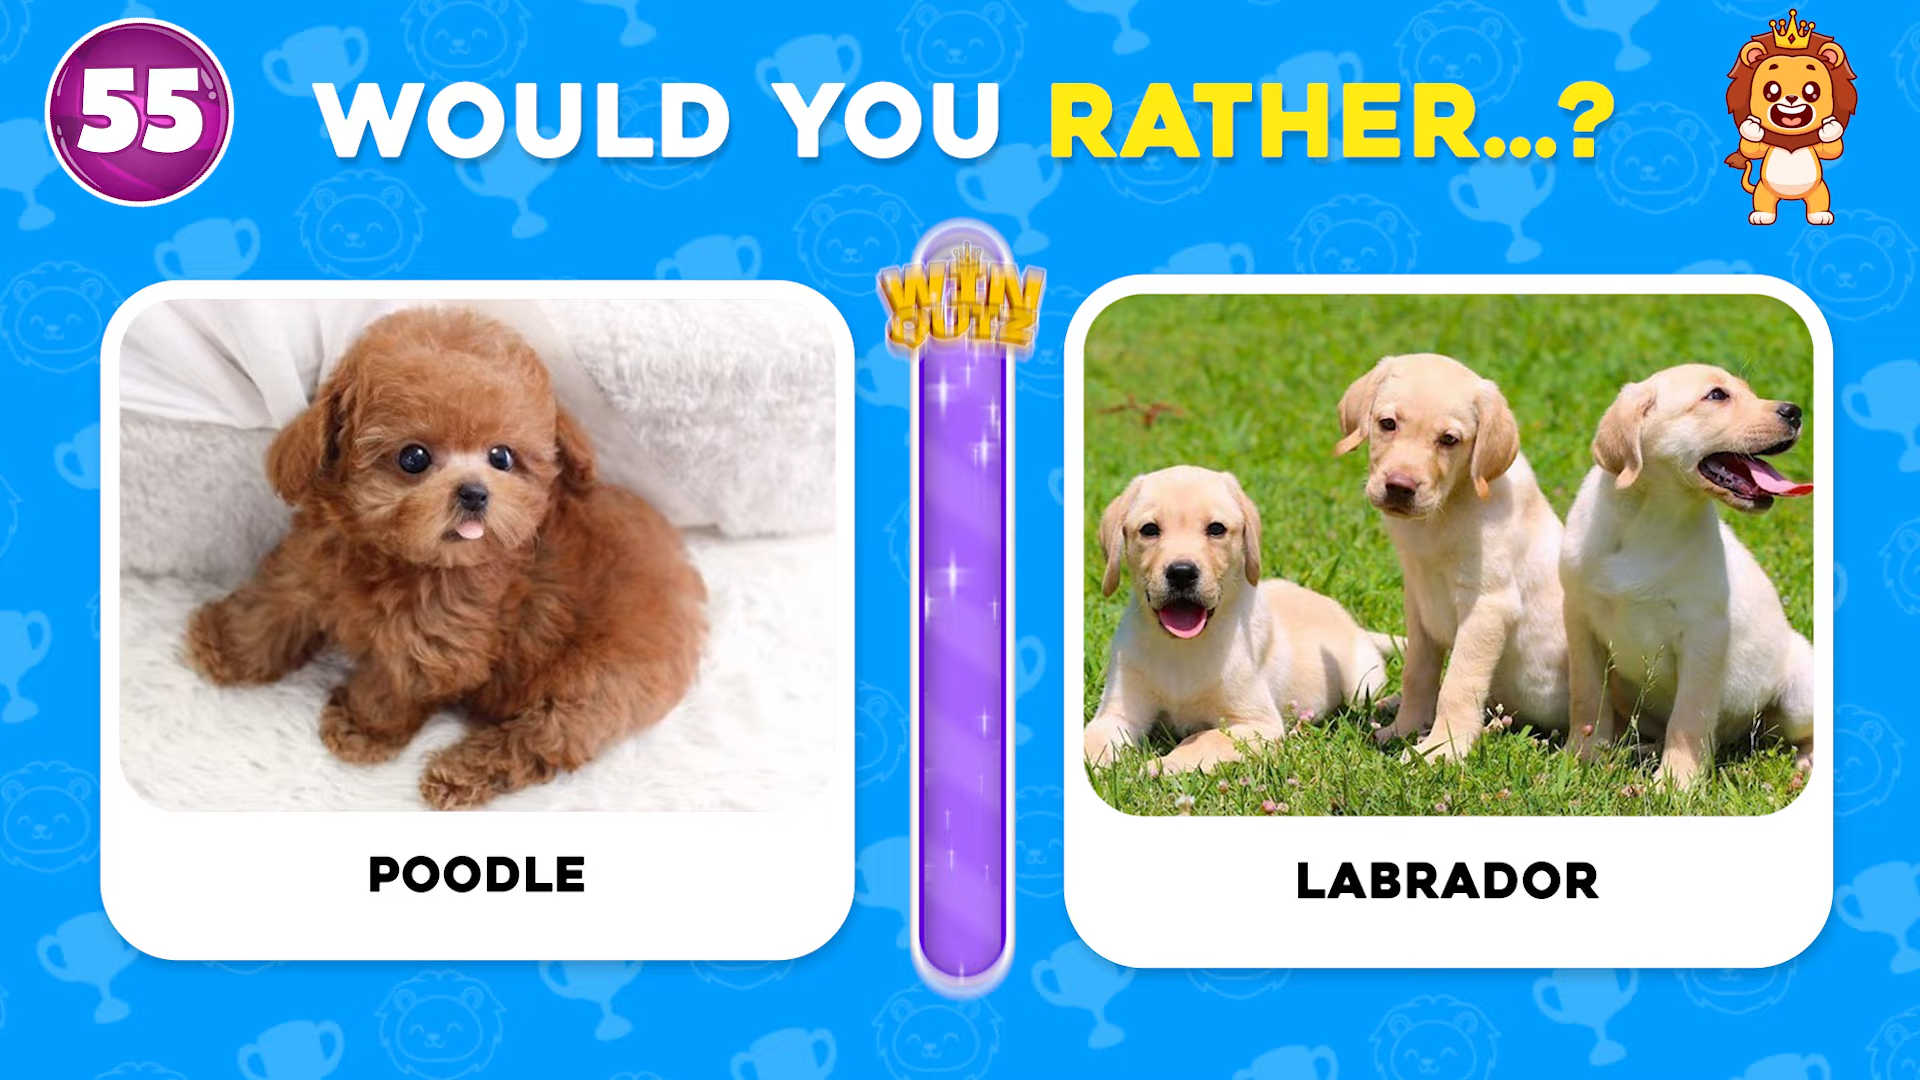 55
WOULD YOU RATHER...?
WIN
QUIZ
POODLE
LABRADOR